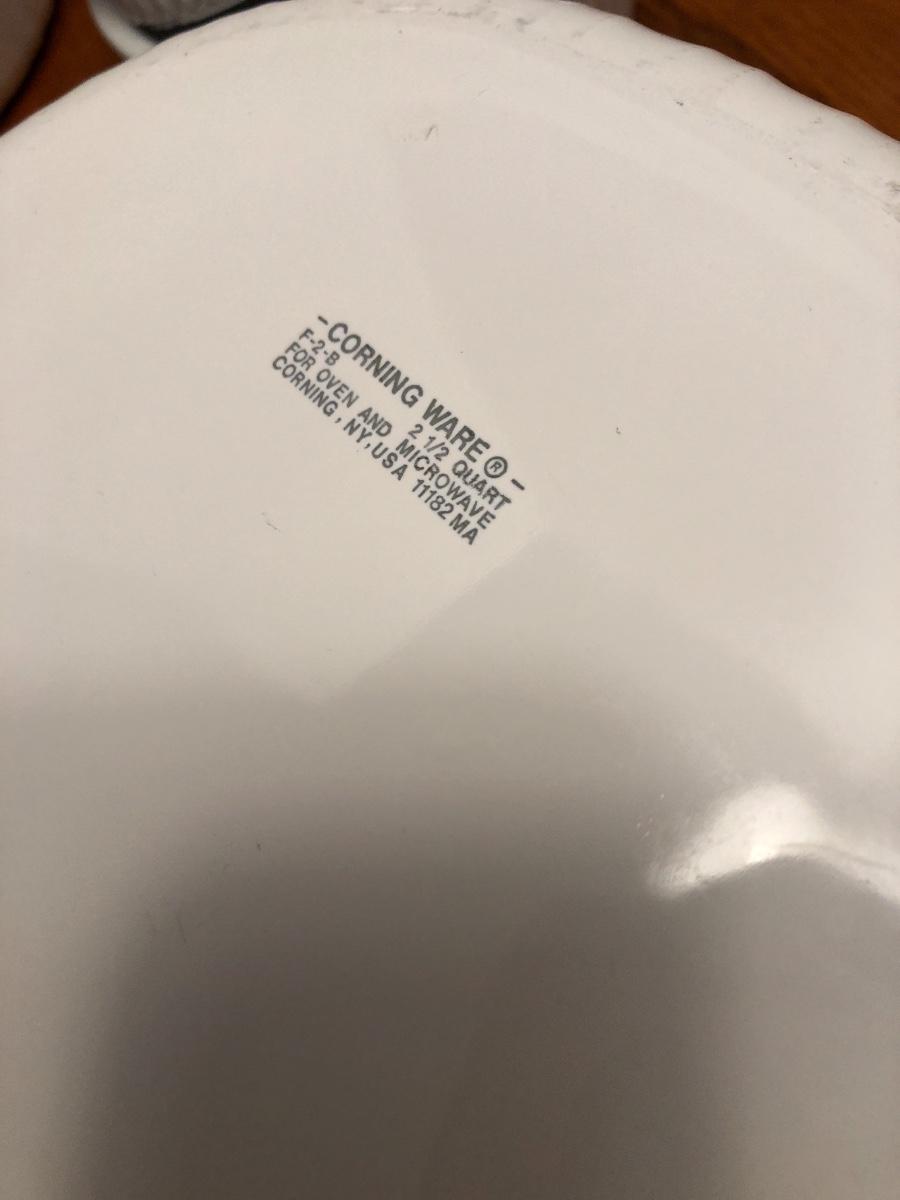 -CORNING WARE®-
F-2-B 2 1/2 QUART
FOR OVEN AND MICROWAVE
CORNING, NY, USA 11182 MA